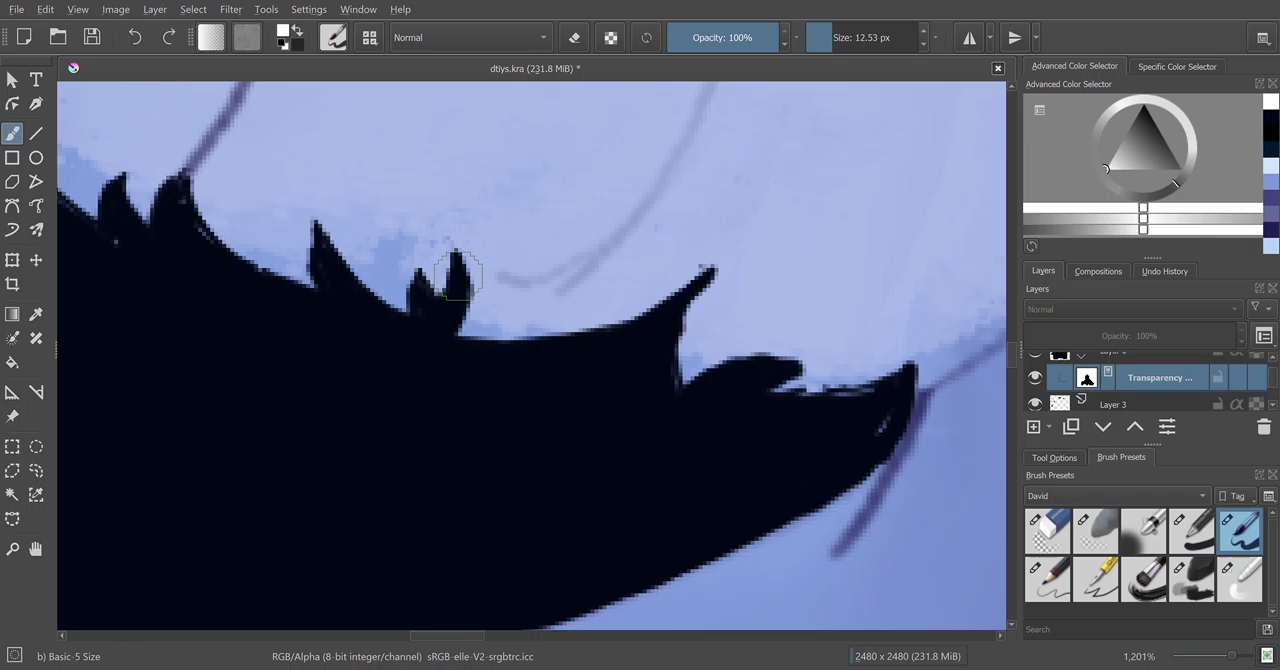 File Edit View Image Layer Select Filter Tools Settings Window Help
Normal Opacity: 100% Size: 12.53 px
dtiys.kra (231.8 MiB) *
Advanced Color Selector Specific Color Selector
Advanced Color Selector
Layers Compositions Undo History
Layers
Normal
Opacity: 100%
Transparency ...
Layer 3
Tool Options Brush Presets
Brush Presets
David Tag
Search
b) Basic-5 Size RGB/Alpha (8-bit integer/channel) sRGB-elle-V2-srgbtrc.icc 2480 x 2480 (231.8 MiB) 1,201%